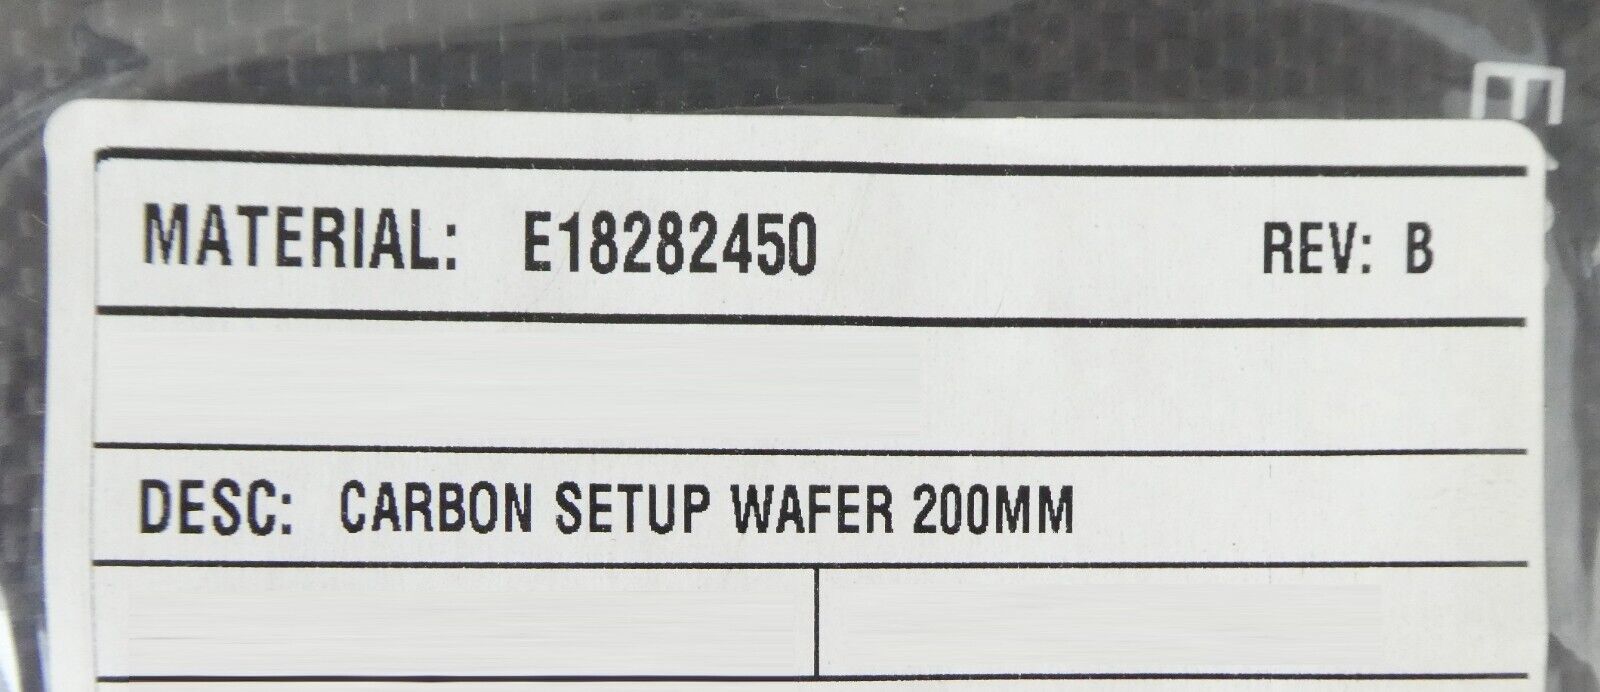 MATERIAL: E18282450 REV: B
DESC: CARBON SETUP WAFER 200MM